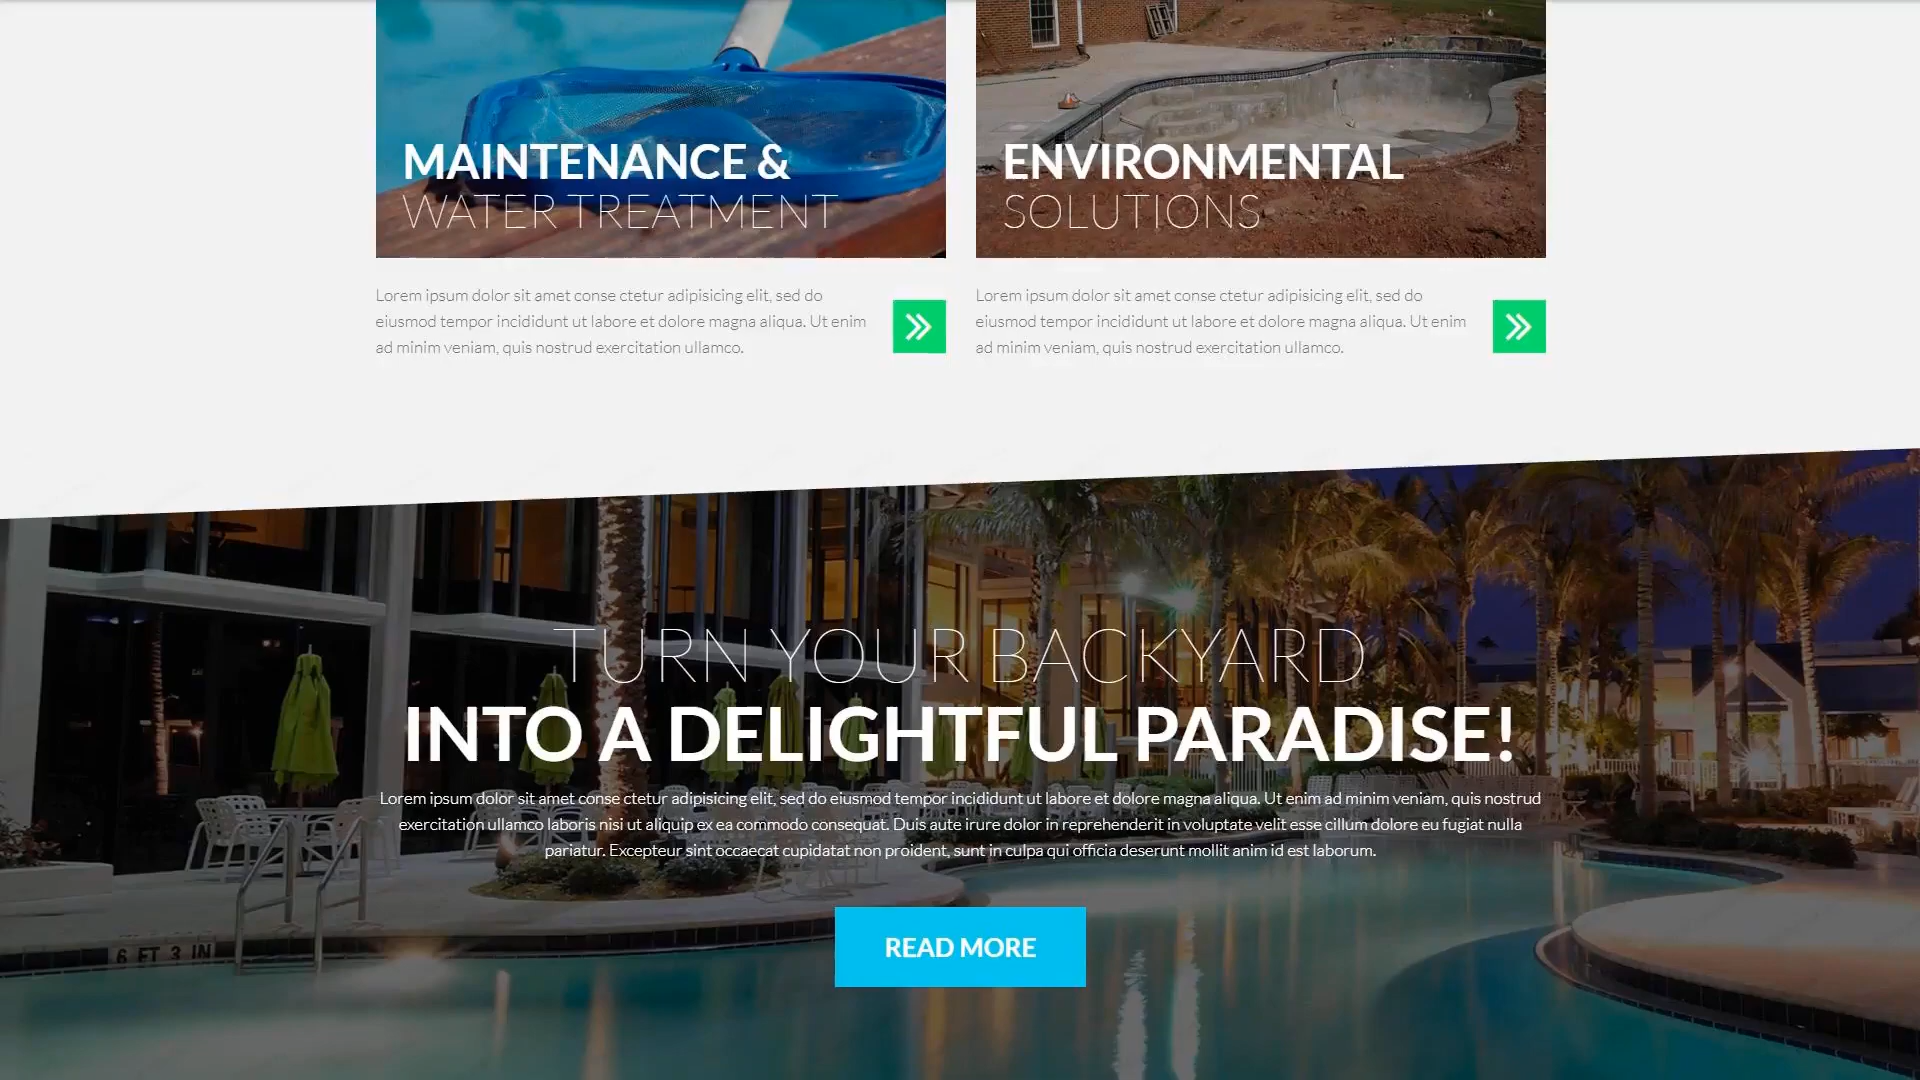 MAINTENANCE &
WATER TREATMENT
Lorem ipsum dolor sit amet conse ctetur adipisicing elit, sed do
eiusmod tempor incididunt ut labore et dolore magna aliqua. Ut enim
ad minim veniam, quis nostrud exercitation ullamco.
ENVIRONMENTAL
SOLUTIONS
Lorem ipsum dolor sit amet conse ctetur adipisicing elit, sed do
eiusmod tempor incididunt ut labore et dolore magna aliqua. Ut enim
ad minim veniam, quis nostrud exercitation ullamco.
TURN YOUR BACKYARD
INTO A DELIGHTFUL PARADISE!
Lorem ipsum dolor sit amet conse ctetur adipisicing elit, sed do eiusmod tempor incididunt ut labore et dolore magna aliqua. Ut enim ad minim veniam, quis nostrud
exercitation ullamco laboris nisi ut aliquip ex ea commodo consequat. Duis aute irure dolor in reprehenderit in voluptate velit esse cillum dolore eu fugiat nulla
pariatur. Excepteur sint occaecat cupidatat non proident, sunt in culpa qui officia deserunt mollit anim id est laborum.
READ MORE
6 FT 3 IN